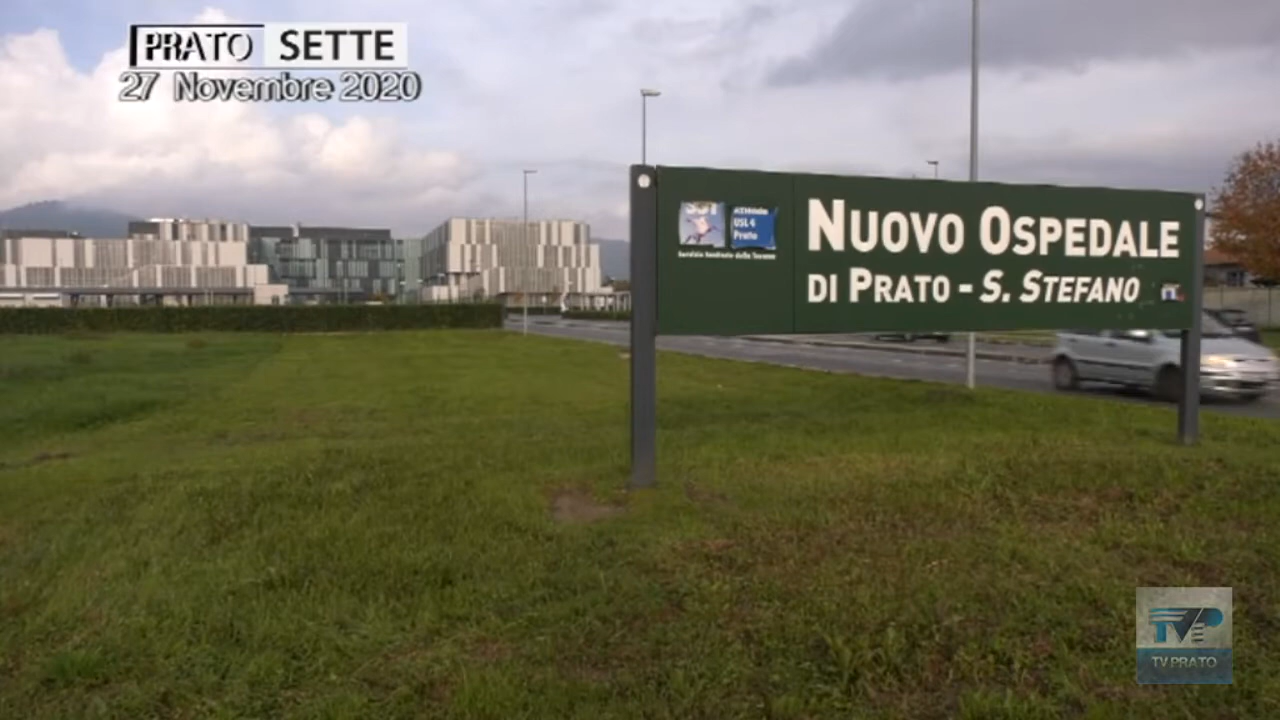 PRATO SETTE
27 Novembre 2020
USL 4
Prato
NUOVO OSPEDALE
DI PRATO - S. STEFANO
TV PRATO